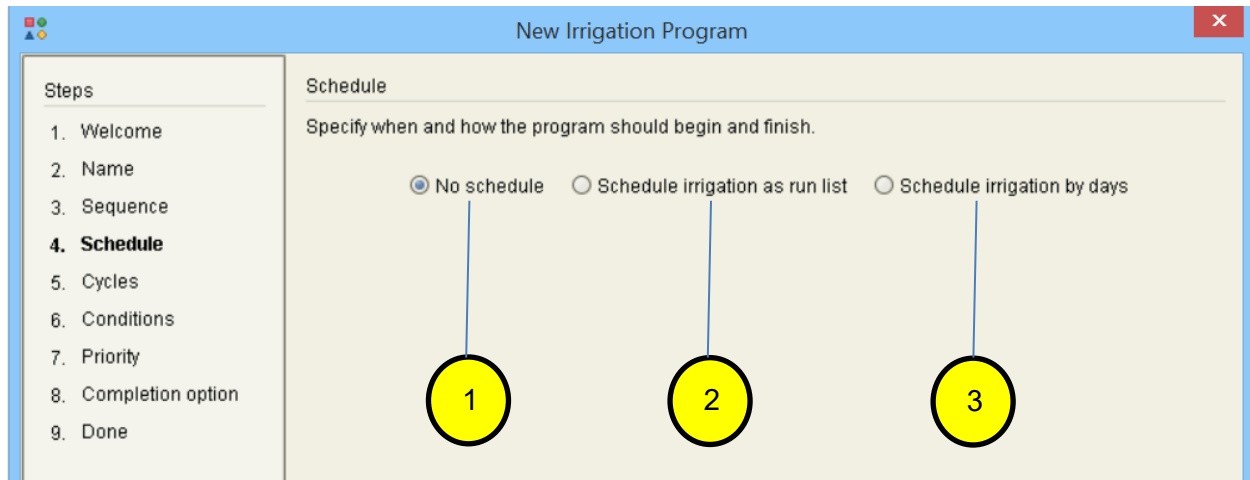 New Irrigation Program
Steps
1. Welcome
2. Name
3. Sequence
4. Schedule
5. Cycles
6. Conditions
7. Priority
8. Completion option
9. Done
Schedule
Specify when and how the program should begin and finish.
No schedule Schedule irrigation as run list Schedule irrigation by days
1 2 3